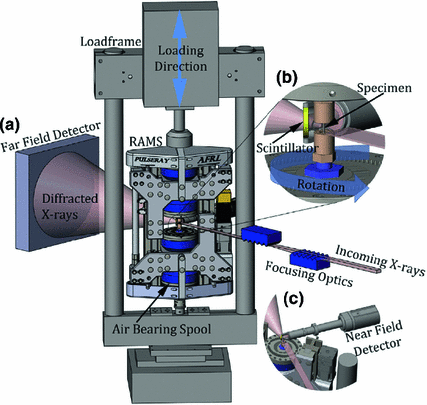 Loadframe
Loading
Direction
(a)
Far Field Detector
RAMS
PULSERAY
AFRL
Diffracted
X-rays
Air Bearing Spool
(b)
Specimen
Scintillator
Rotation
Incoming X-rays
Focusing Optics
(c)
Near Field
Detector